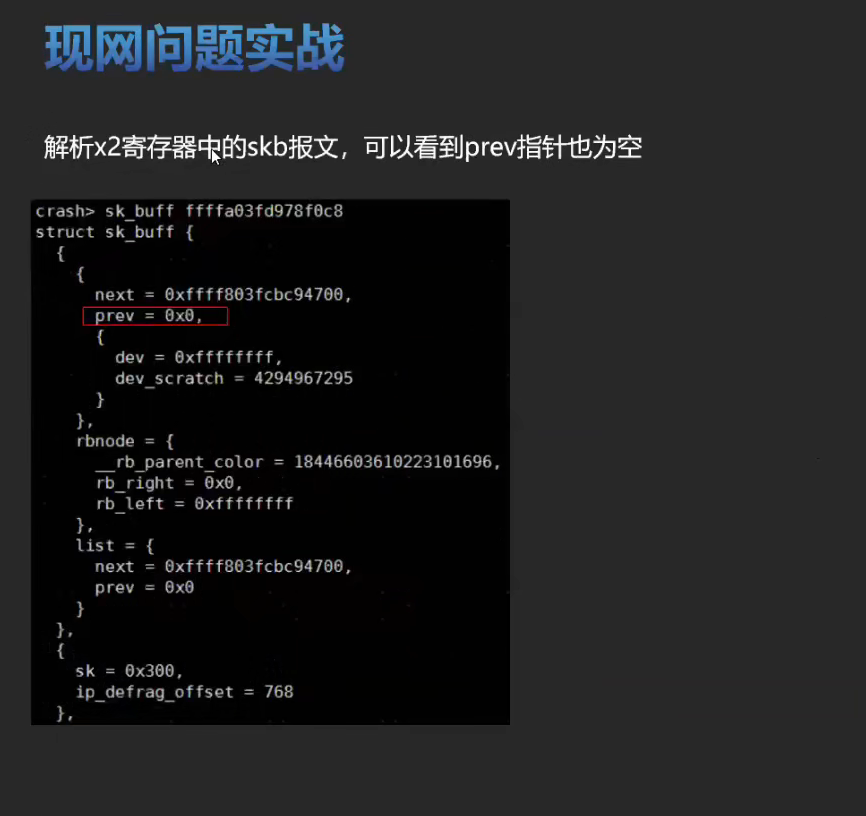 现网问题实战
解析x2寄存器中的skb报文，可以看到prev指针也为空
crash> sk_buff ffffa03fd978f0c8
struct sk_buff {
{
{
next = 0xffff803fcbc94700,
prev = 0x0,
{
dev = 0xffffffff,
dev_scratch = 4294967295
}
},
rbnode = {
__rb_parent_color = 18446603610223101696,
rb_right = 0x0,
rb_left = 0xffffffff
},
list = {
next = 0xffff803fcbc94700,
prev = 0x0
}
},
{
sk = 0x300,
ip_defrag_offset = 768
},